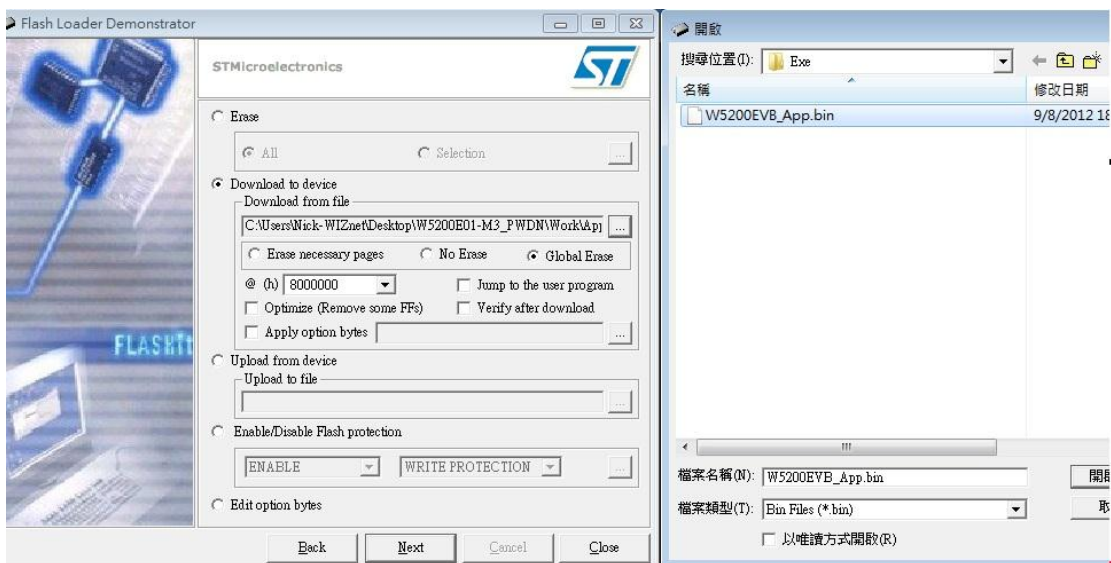 Flash Loader Demonstrator
STMicroelectronics
ST
Erase
All Selection ...
Download to device
Download from file
C:\Users\Nick-WIZnet\Desktop\W5200E01-M3_PWDN\Work\Ap ...
Erase necessary pages No Erase Global Erase
@ (h) 8000000 Jump to the user program
Optimize (Remove some FFs) Verify after download
Apply option bytes ...
Upload from device
Upload to file
...
Enable/Disable Flash protection
ENABLE WRITE PROTECTION ...
Edit option bytes
Back Next Cancel Close
FLASHit
開啟
搜尋位置(I): Exe
名稱 修改日期
W5200EVB_App.bin 9/8/2012 18
檔案名稱(N): W5200EVB_App.bin 開
檔案類型(T): Bin Files (*.bin) 取
以唯讀方式開啟(R)